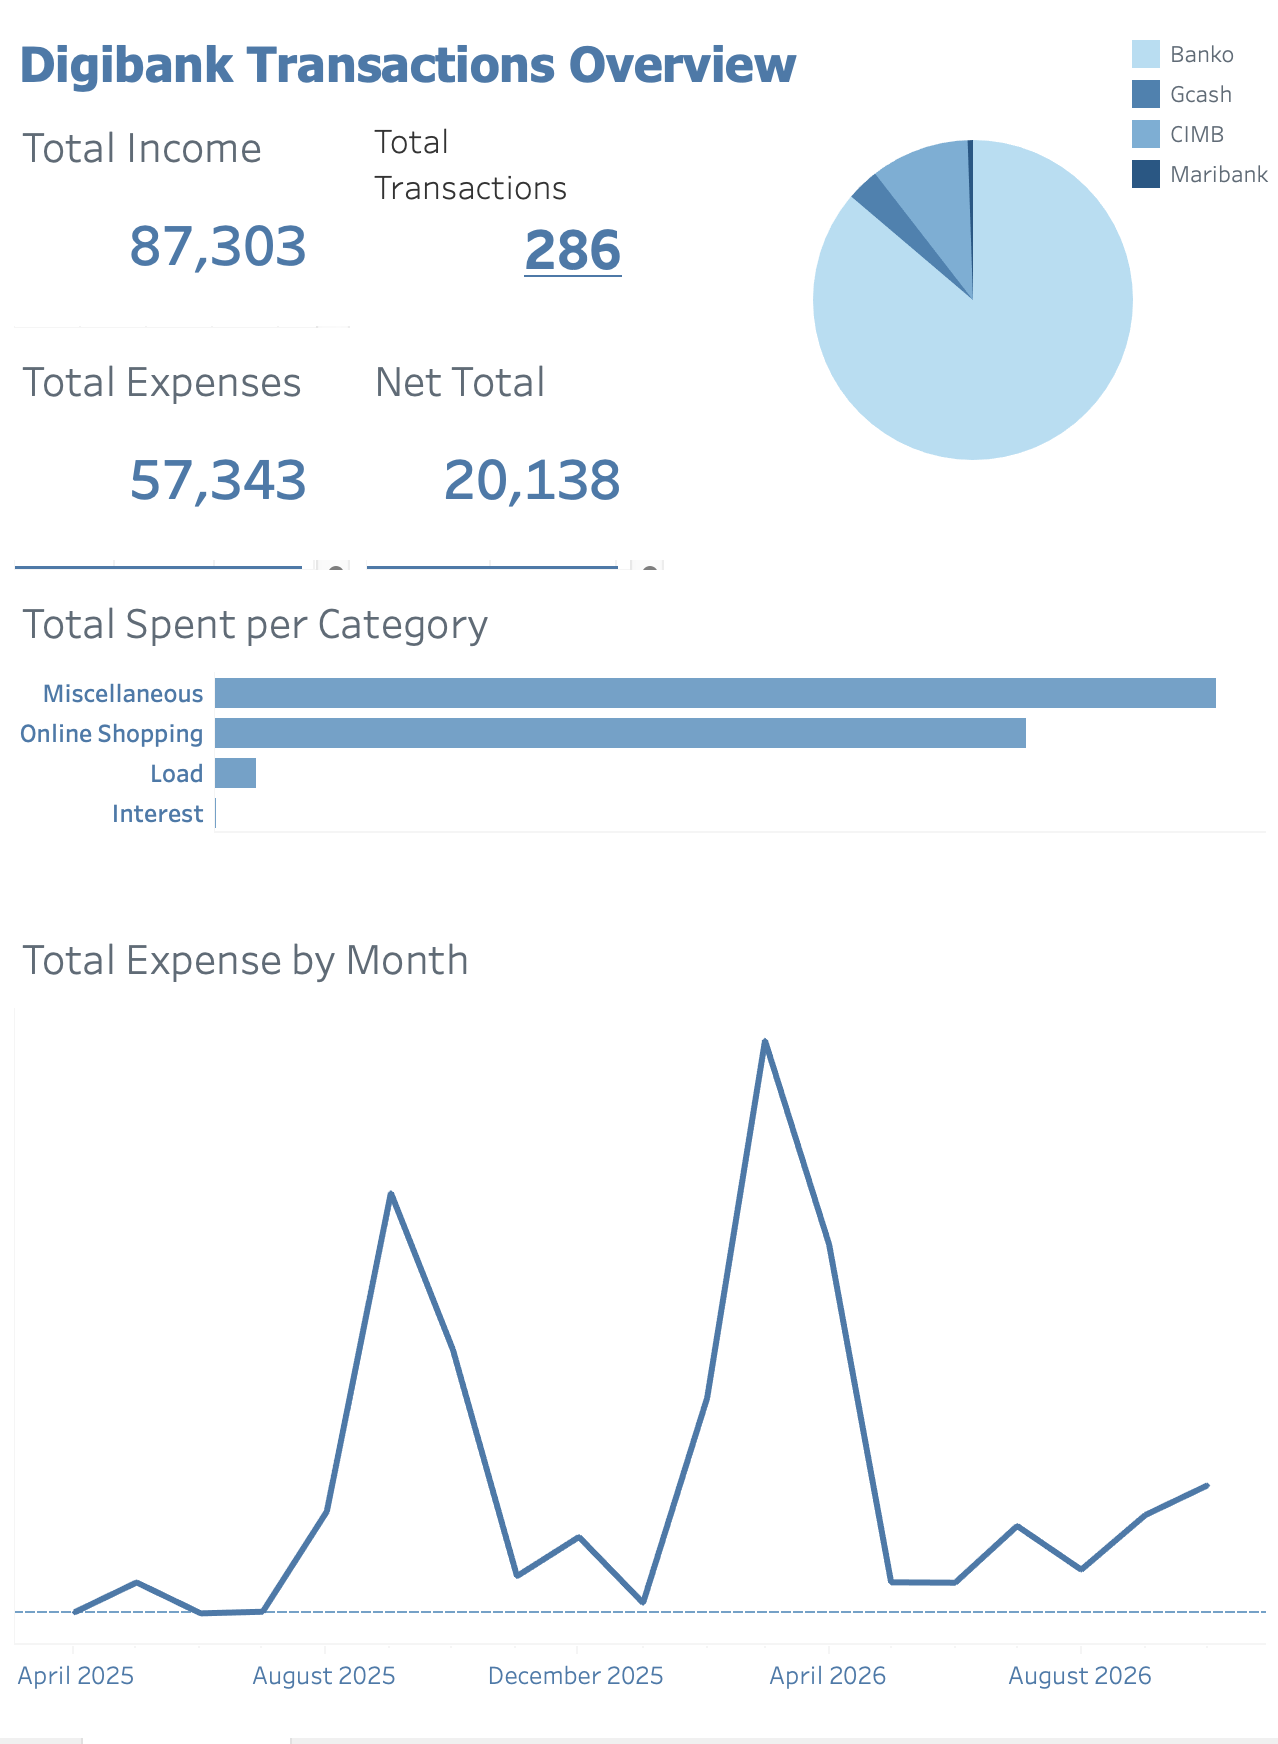 Digibank Transactions Overview
Banko
Gcash
CIMB
Maribank
Total Income
87,303
Total
Transactions
286
Total Expenses
57,343
Net Total
20,138
Total Spent per Category
Miscellaneous
Online Shopping
Load
Interest
Total Expense by Month
April 2025
August 2025
December 2025
April 2026
August 2026